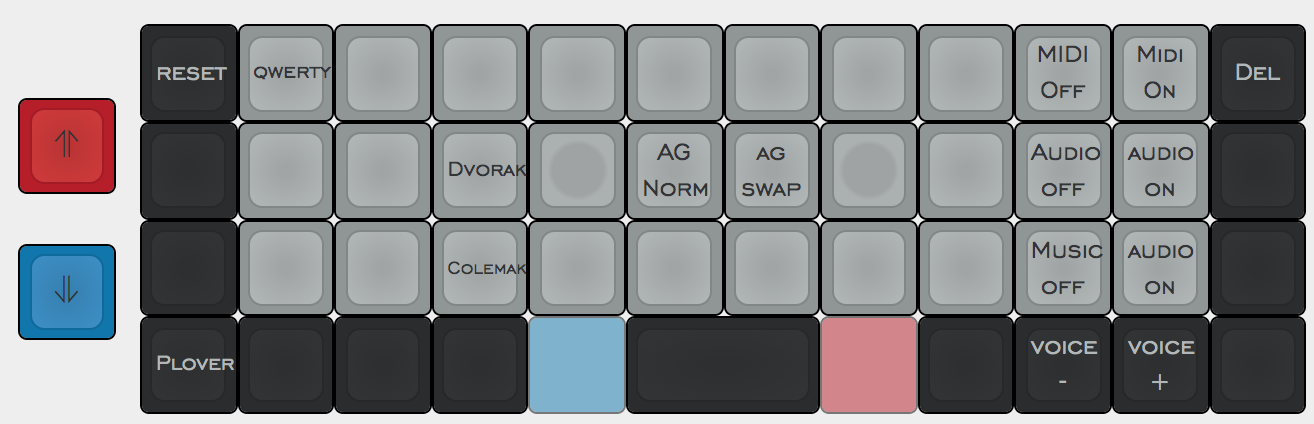 RESET
QWERTY
MIDI
OFF
MIDI
ON
DEL
⇑
DVORAK
AG
NORM
AG
SWAP
AUDIO
OFF
AUDIO
ON
⇓
COLEMAK
MUSIC
OFF
AUDIO
ON
PLOVER
VOICE
-
VOICE
+